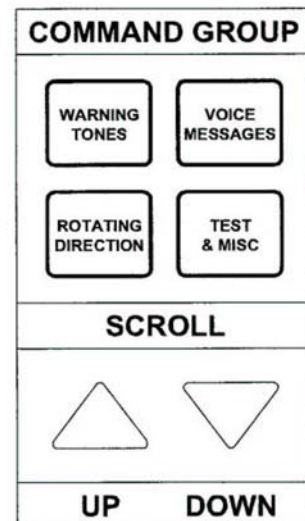 COMMAND GROUP
WARNING
TONES
VOICE
MESSAGES
ROTATING
DIRECTION
TEST
& MISC
SCROLL
UP DOWN